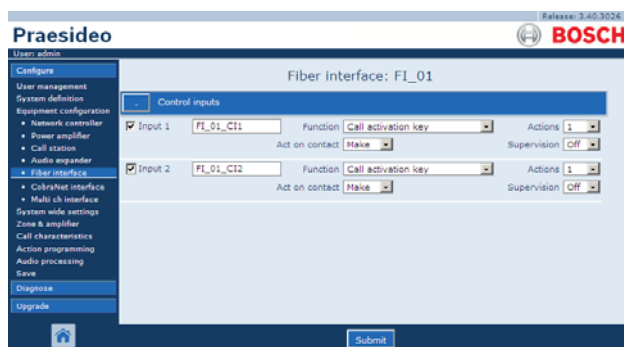 Release: 3.40.3026
Praesideo
BOSCH
User: admin
Configure
User management
System definition
Equipment configuration
Network controller
Power amplifier
Call station
Audio expander
Fiber interface
CobraNet interface
Multi ch interface
System wide settings
Zone & amplifier
Call characteristics
Action programming
Audio processing
Save
Diagnose
Upgrade
Fiber interface: FI_01
- Control inputs
Input 1 FI_01_CI1 Function Call activation key Actions 1
Act on contact Make Supervision Off
Input 2 FI_01_CI2 Function Call activation key Actions 1
Act on contact Make Supervision Off
Submit